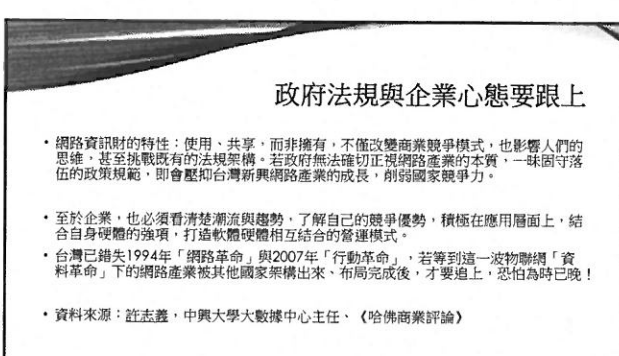 政府法規與企業心態要跟上
• 網路資訊財的特性：使用、共享，而非擁有，不僅改變商業競爭模式，也影響人們的
思維，甚至挑戰既有的法規架構。若政府無法確切正視網路產業的本質，一昧固守落
伍的政策規範，即會壓抑台灣新興網路產業的成長，削弱國家競爭力。
• 至於企業，也必須看清楚潮流與趨勢，了解自己的競爭優勢，積極在應用層面上，結
合自身硬體的強項，打造軟體硬體相互結合的營運模式。
• 台灣已錯失1994年「網路革命」與2007年「行動革命」，若等到這一波物聯網「資
料革命」下的網路產業被其他國家架構出來、布局完成後，才要追上，恐怕為時已晚！
• 資料來源：許志義，中興大學大數據中心主任、《哈佛商業評論》